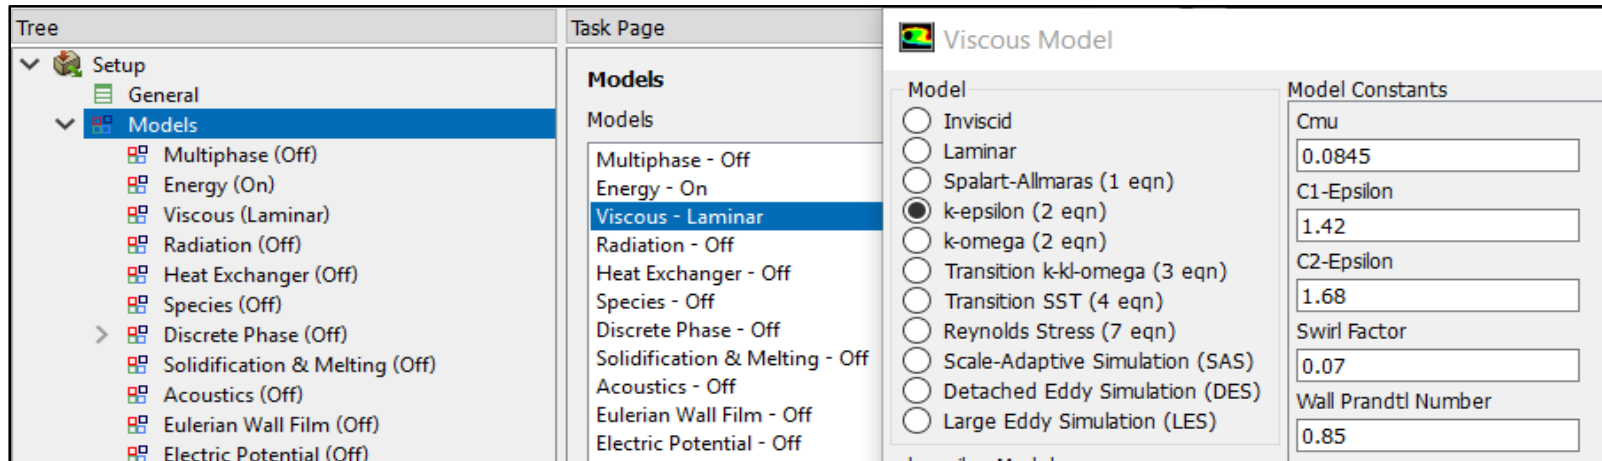 Tree
Setup
General
Models
Multiphase (Off)
Energy (On)
Viscous (Laminar)
Radiation (Off)
Heat Exchanger (Off)
Species (Off)
Discrete Phase (Off)
Solidification & Melting (Off)
Acoustics (Off)
Eulerian Wall Film (Off)
Electric Potential (Off)
Task Page
Models
Models
Multiphase - Off
Energy - On
Viscous - Laminar
Radiation - Off
Heat Exchanger - Off
Species - Off
Discrete Phase - Off
Solidification & Melting - Off
Acoustics - Off
Eulerian Wall Film - Off
Electric Potential - Off
Viscous Model
Model
Inviscid
Laminar
Spalart-Allmaras (1 eqn)
k-epsilon (2 eqn)
k-omega (2 eqn)
Transition k-kl-omega (3 eqn)
Transition SST (4 eqn)
Reynolds Stress (7 eqn)
Scale-Adaptive Simulation (SAS)
Detached Eddy Simulation (DES)
Large Eddy Simulation (LES)
Model Constants
Cmu
0.0845
C1-Epsilon
1.42
C2-Epsilon
1.68
Swirl Factor
0.07
Wall Prandtl Number
0.85